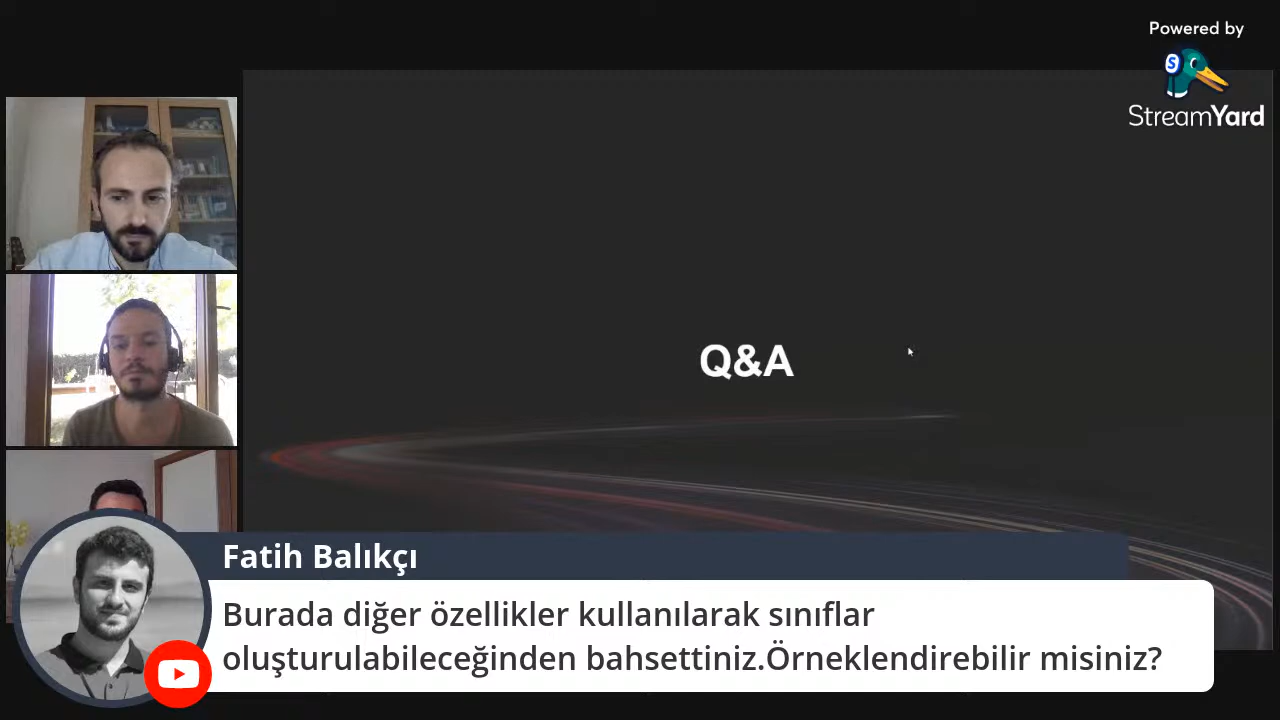 Powered by
StreamYard
Q&A
Fatih Balıkçı
Burada diğer özellikler kullanılarak sınıflar
oluşturulabileceğinden bahsettiniz.Örneklendirebilir misiniz?